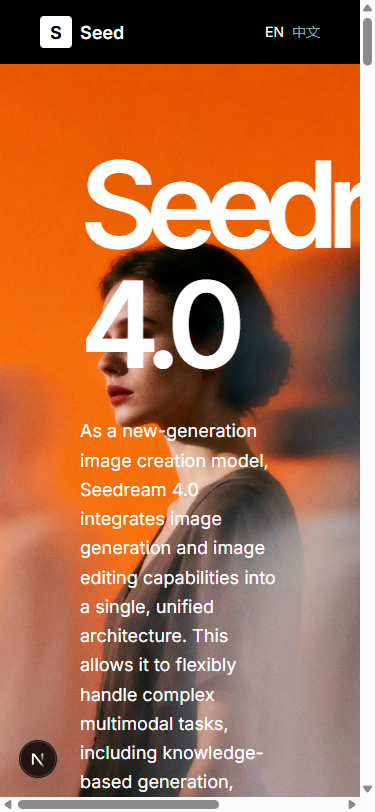 S Seed
EN 中文
Seedr
4.0
As a new-generation
image creation model,
Seedream 4.0
integrates image
generation and image
editing capabilities into
a single, unified
architecture. This
allows it to flexibly
handle complex
multimodal tasks,
including knowledge-
based generation,
N